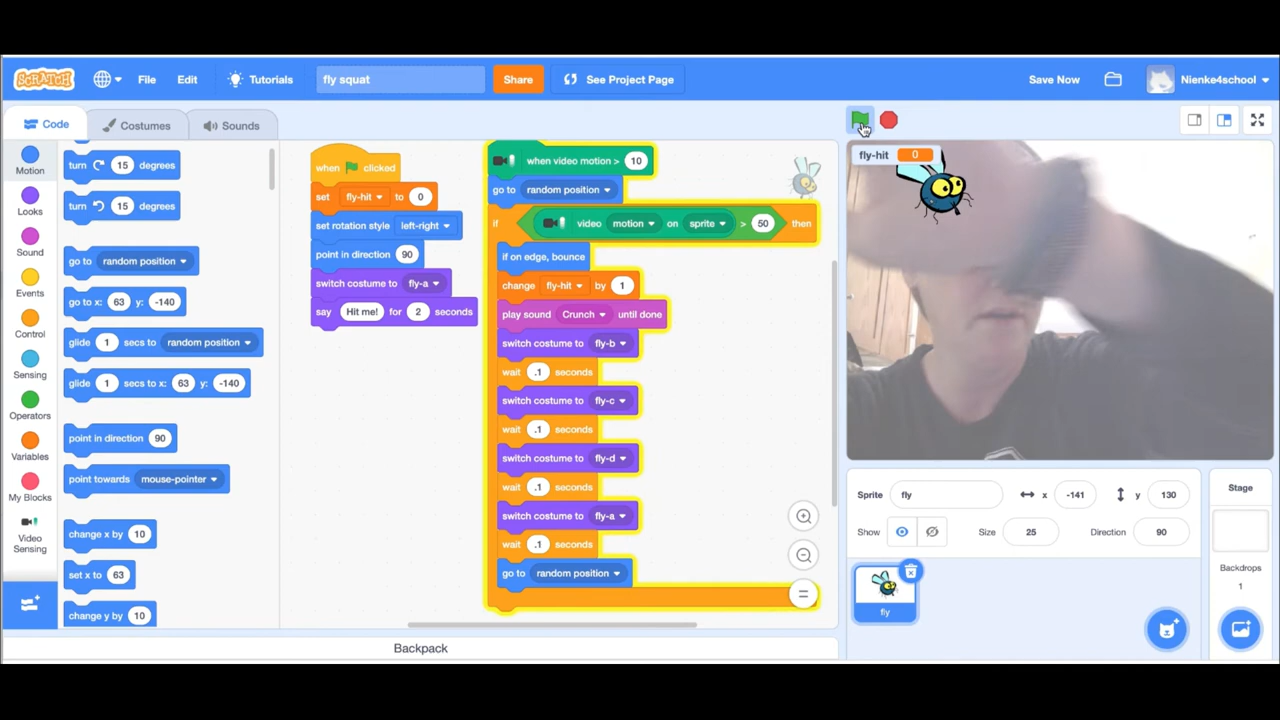 SCRATCH File Edit Tutorials fly squat Share See Project Page Save Now Nienke4school
Code Costumes Sounds
Motion
Looks
Sound
Events
Control
Sensing
Operators
Variables
My Blocks
Video
Sensing
turn 15 degrees
turn 15 degrees
go to random position
go to x: 63 y: -140
glide 1 secs to random position
glide 1 secs to x: 63 y: -140
point in direction 90
point towards mouse-pointer
change x by 10
set x to 63
change y by 10
when clicked
set fly-hit to 0
set rotation style left-right
point in direction 90
switch costume to fly-a
say Hit me! for 2 seconds
when video motion > 10
go to random position
if video motion on sprite > 50 then
if on edge, bounce
change fly-hit by 1
play sound Crunch until done
switch costume to fly-b
wait .1 seconds
switch costume to fly-c
wait .1 seconds
switch costume to fly-d
wait .1 seconds
switch costume to fly-a
wait .1 seconds
go to random position
Backpack
fly-hit 0
Sprite fly x -141 y 130
Show Size 25 Direction 90
fly
Stage
Backdrops
1